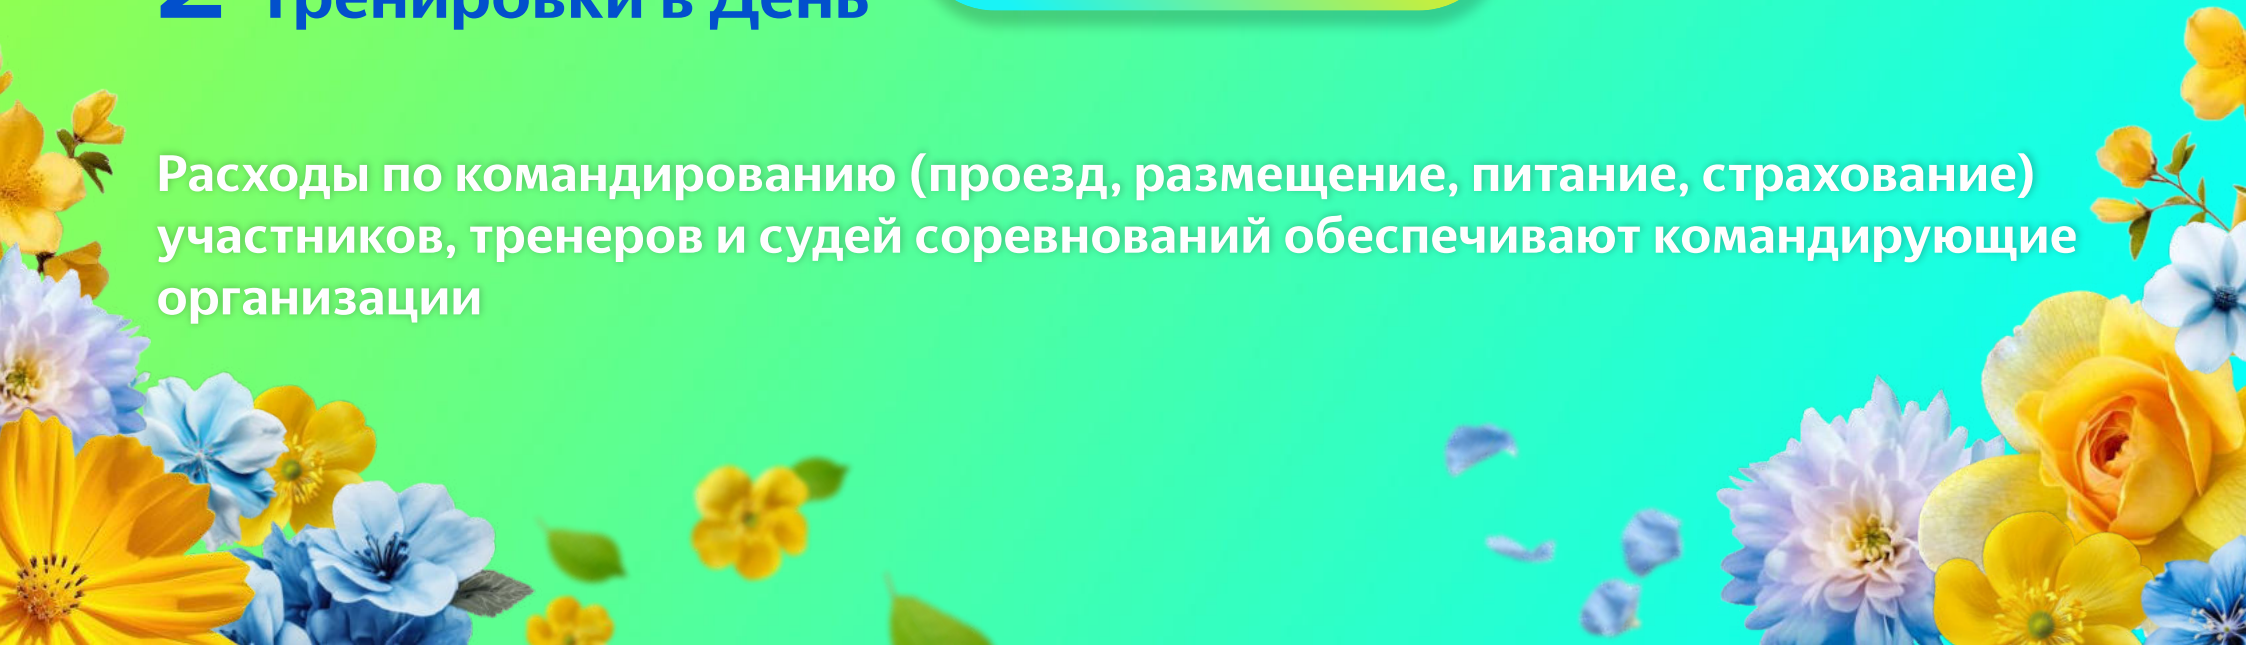 2 тренировки в день
Расходы по командированию (проезд, размещение, питание, страхование)
участников, тренеров и судей соревнований обеспечивают командирующие
организации